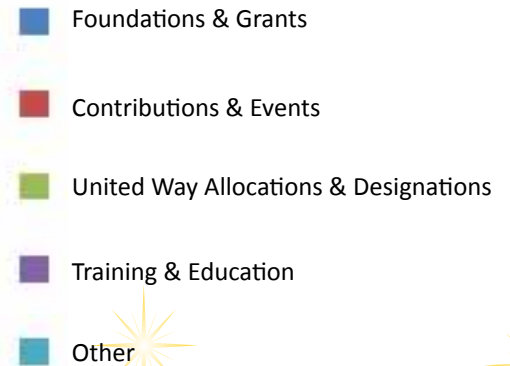 Foundations & Grants
Contributions & Events
United Way Allocations & Designations
Training & Education
Other